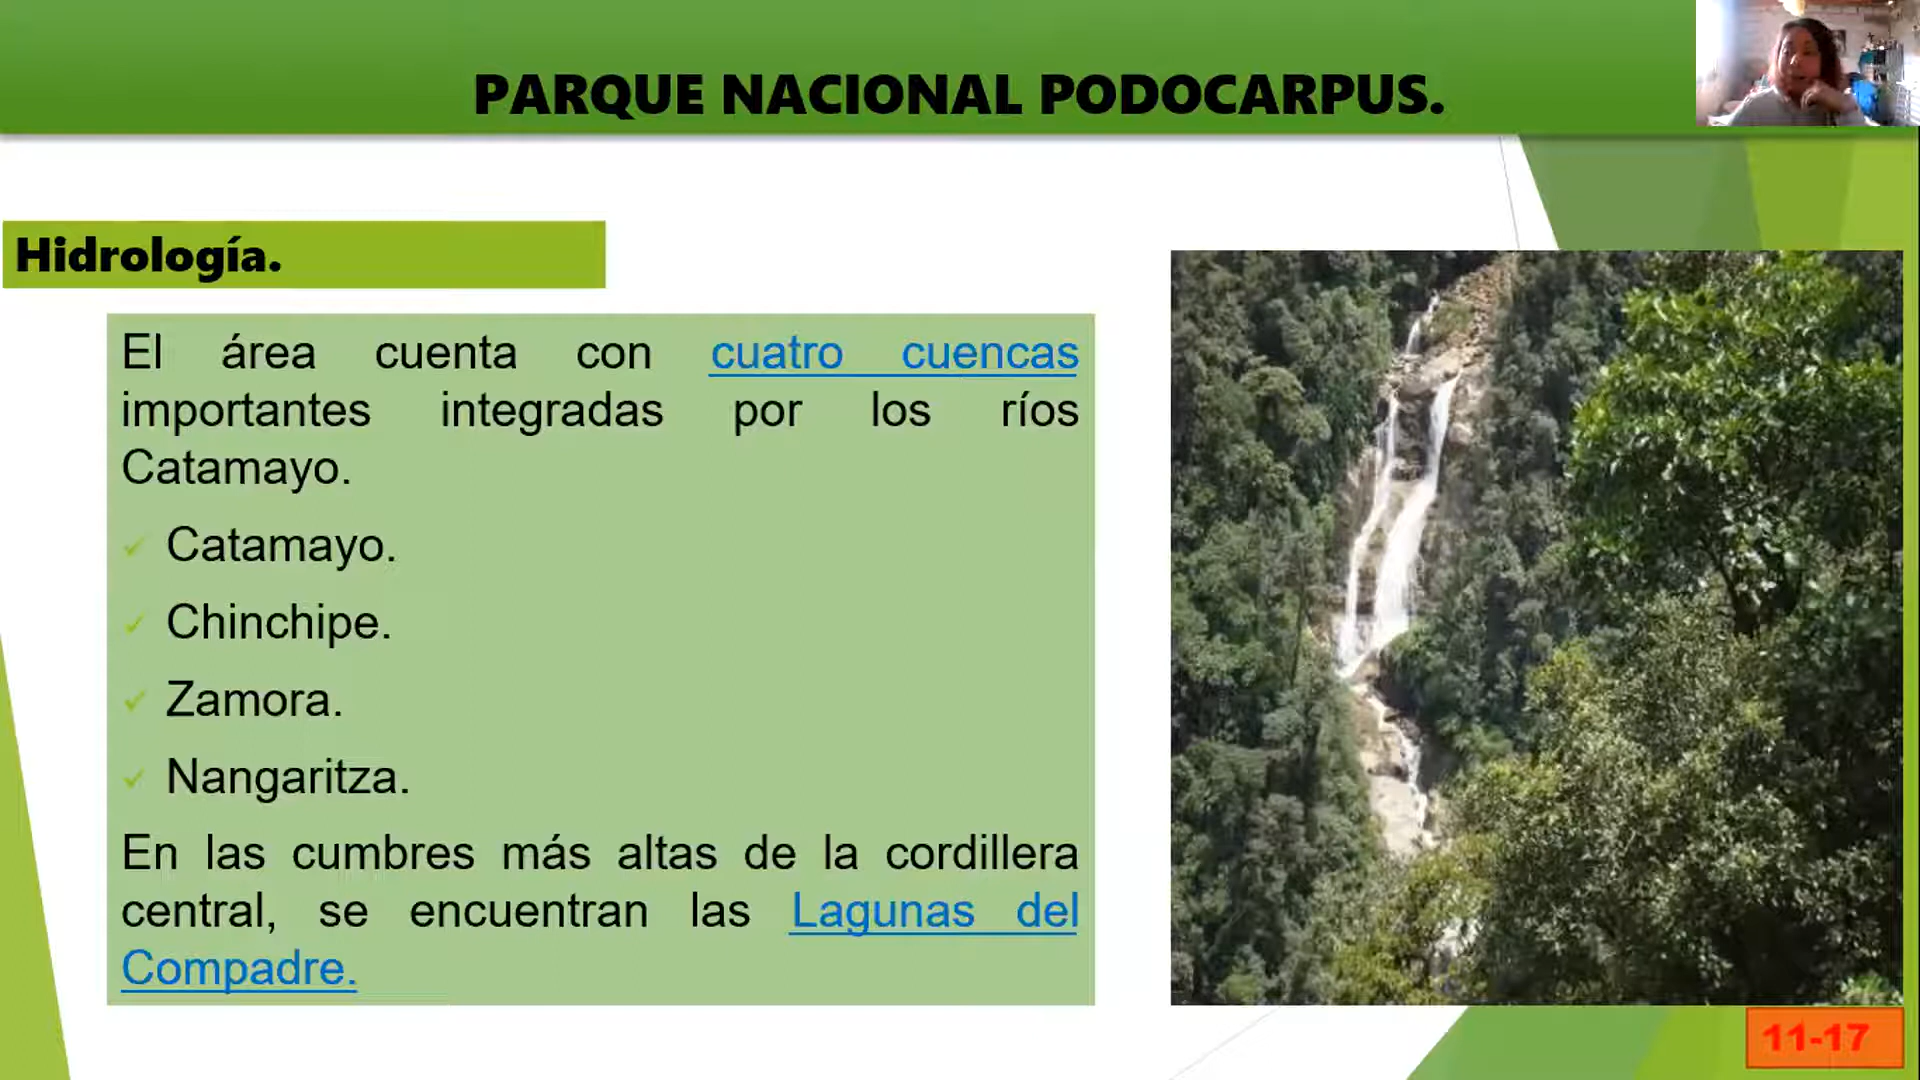 PARQUE NACIONAL PODOCARPUS.
Hidrología.
El área cuenta con cuatro cuencas
importantes integradas por los ríos
Catamayo.
✓ Catamayo.
✓ Chinchipe.
✓ Zamora.
✓ Nangaritza.
En las cumbres más altas de la cordillera
central, se encuentran las Lagunas del
Compadre.
11-17